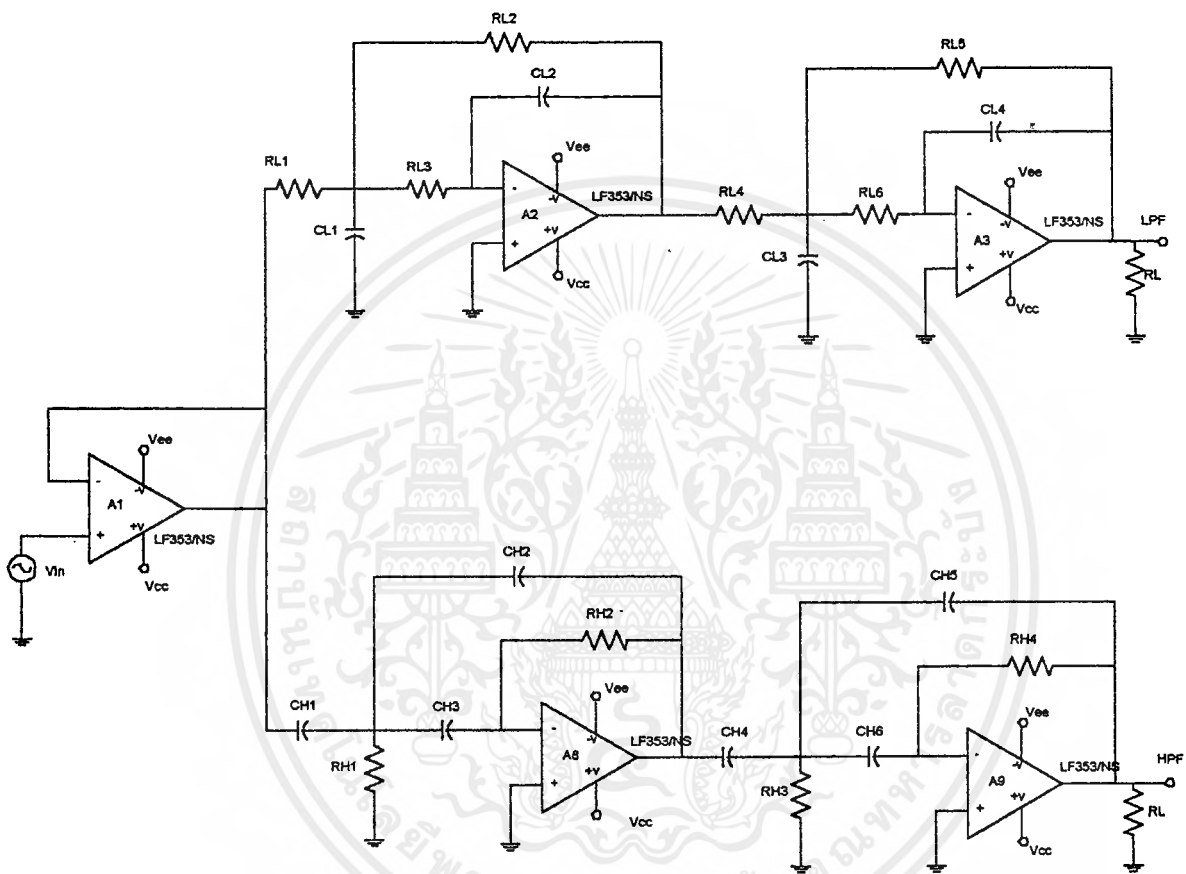 RL2
CL2
RL5
CL4
RL1
RL3
Vee
-
-V
A2
+V
+
LF353/NS
Vcc
CL1
RL4
RL6
Vee
-
-V
A3
+V
+
LF353/NS
Vcc
CL3
LPF
RL
Vee
-
-V
A1
+V
+
LF353/NS
Vcc
Vin
CH2
RH2
CH1
CH3
Vee
-
-V
A8
+V
+
LF353/NS
Vcc
RH1
CH5
RH4
CH4
CH6
Vee
-
-V
A9
+V
+
LF353/NS
Vcc
RH3
HPF
RL